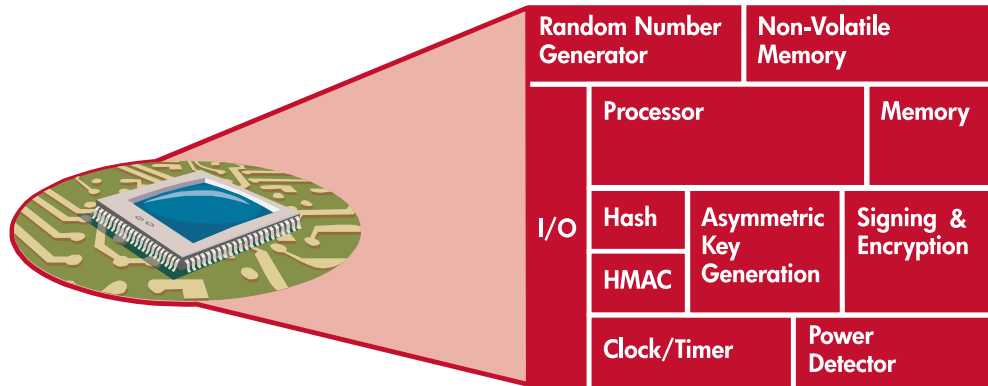 Random Number
Generator
Non-Volatile
Memory
Processor
Memory
I/O
Hash
Asymmetric
Key
Generation
Signing &
Encryption
HMAC
Clock/Timer
Power
Detector